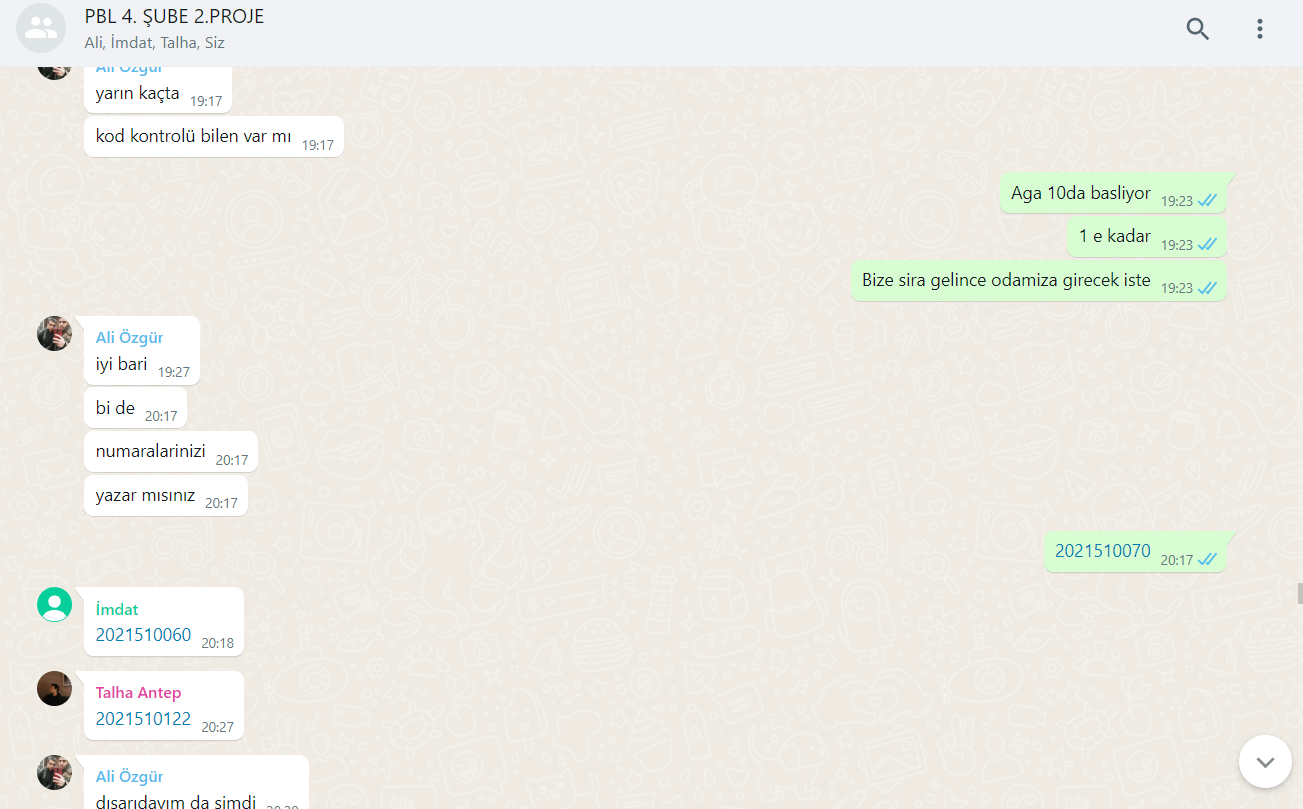 PBL 4. ŞUBE 2.PROJE
Ali, İmdat, Talha, Siz
Ali Özgür
yarın kaçta 19:17
kod kontrolü bilen var mı 19:17
Aga 10da basliyor 19:23
1 e kadar 19:23
Bize sira gelince odamiza girecek iste 19:23
Ali Özgür
iyi bari 19:27
bi de 20:17
numaralarinizi 20:17
yazar mısınız 20:17
2021510070 20:17
İmdat
2021510060 20:18
Talha Antep
2021510122 20:27
Ali Özgür
dısarıdayım da simdi